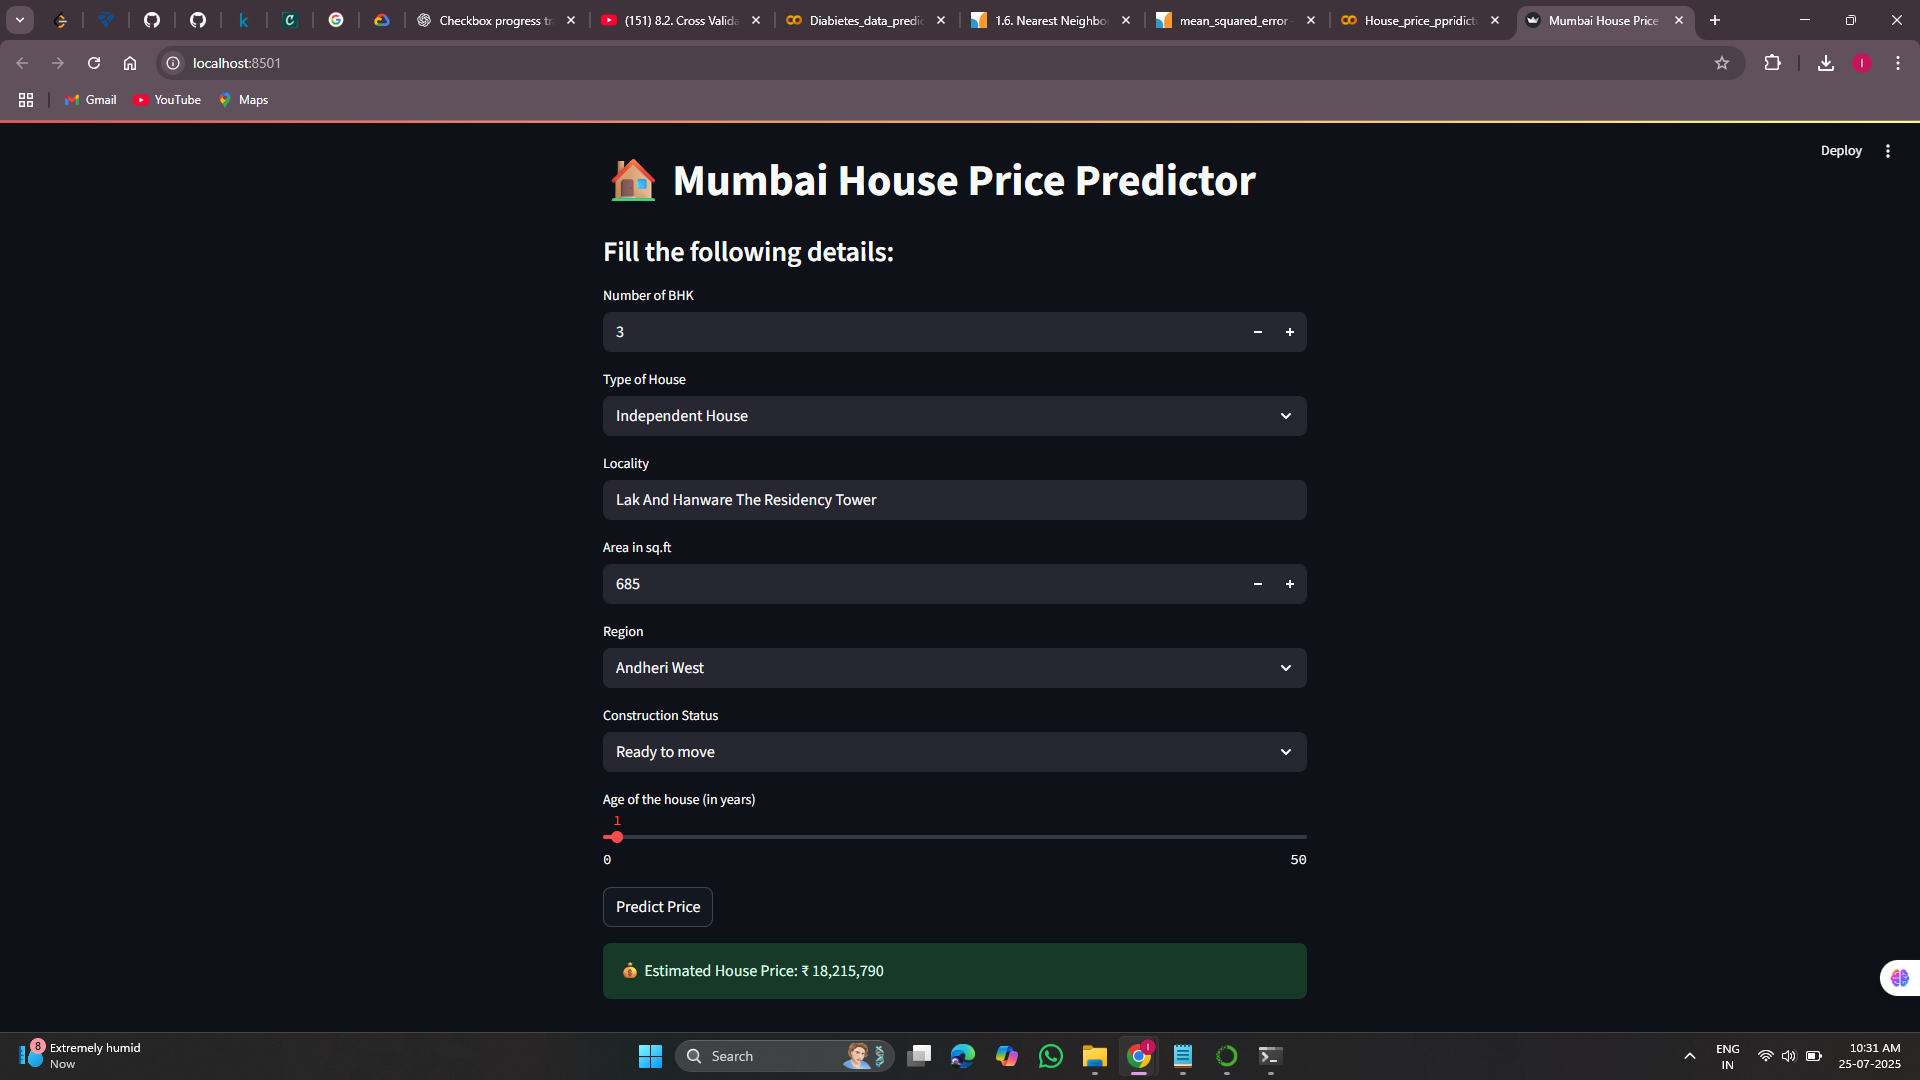 Checkbox progress tr
(151) 8.2. Cross Valida
Diabietes_data_predic
1.6. Nearest Neighbo
mean_squared_error
House_price_ppridict
Mumbai House Price
localhost:8501
Gmail
YouTube
Maps
Deploy
Mumbai House Price Predictor
Fill the following details:
Number of BHK
3
Type of House
Independent House
Locality
Lak And Hanware The Residency Tower
Area in sq.ft
685
Region
Andheri West
Construction Status
Ready to move
Age of the house (in years)
1
0 50
Predict Price
Estimated House Price: ₹ 18,215,790
8
Extremely humid
Now
Search
ENG
IN
10:31 AM
25-07-2025